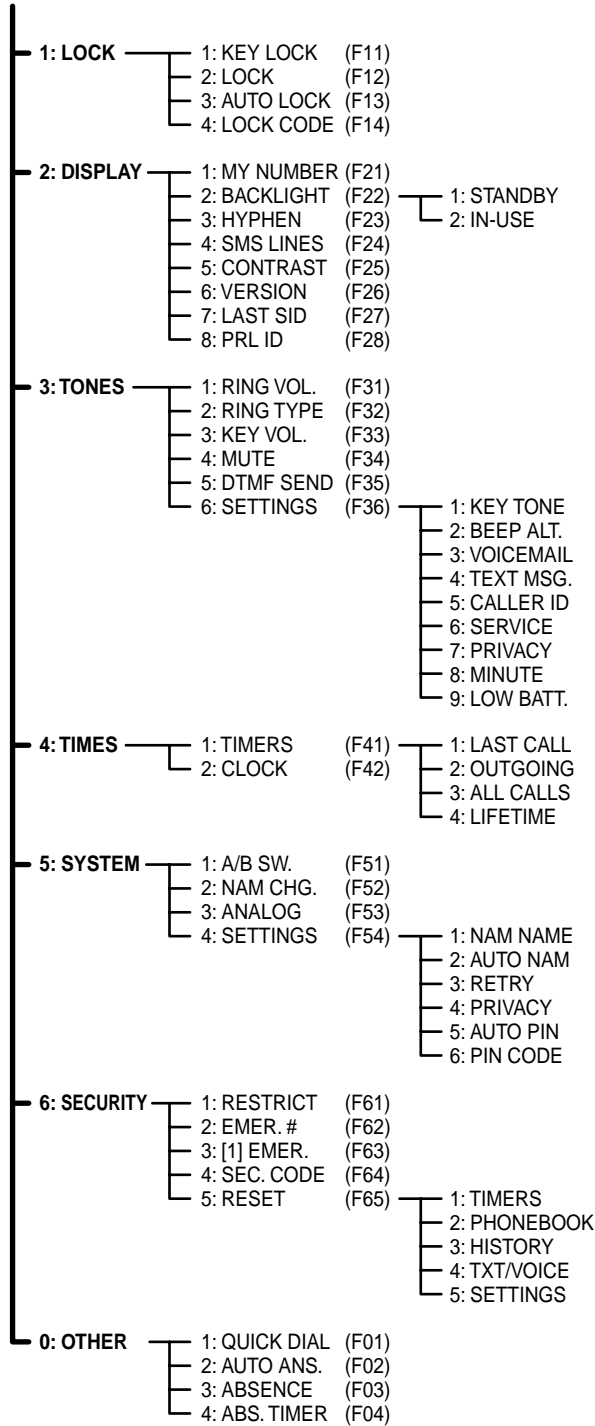 1: LOCK 1: KEY LOCK (F11)
2: LOCK (F12)
3: AUTO LOCK (F13)
4: LOCK CODE (F14)
2: DISPLAY 1: MY NUMBER (F21)
2: BACKLIGHT (F22) 1: STANDBY
3: HYPHEN (F23) 2: IN-USE
4: SMS LINES (F24)
5: CONTRAST (F25)
6: VERSION (F26)
7: LAST SID (F27)
8: PRL ID (F28)
3: TONES 1: RING VOL. (F31)
2: RING TYPE (F32)
3: KEY VOL. (F33)
4: MUTE (F34)
5: DTMF SEND (F35)
6: SETTINGS (F36) 1: KEY TONE
2: BEEP ALT.
3: VOICEMAIL
4: TEXT MSG.
5: CALLER ID
6: SERVICE
7: PRIVACY
8: MINUTE
9: LOW BATT.
4: TIMES 1: TIMERS (F41) 1: LAST CALL
2: CLOCK (F42) 2: OUTGOING
3: ALL CALLS
4: LIFETIME
5: SYSTEM 1: A/B SW. (F51)
2: NAM CHG. (F52)
3: ANALOG (F53)
4: SETTINGS (F54) 1: NAM NAME
2: AUTO NAM
3: RETRY
4: PRIVACY
5: AUTO PIN
6: PIN CODE
6: SECURITY 1: RESTRICT (F61)
2: EMER. # (F62)
3: [1] EMER. (F63)
4: SEC. CODE (F64)
5: RESET (F65) 1: TIMERS
2: PHONEBOOK
3: HISTORY
4: TXT/VOICE
5: SETTINGS
0: OTHER 1: QUICK DIAL (F01)
2: AUTO ANS. (F02)
3: ABSENCE (F03)
4: ABS. TIMER (F04)